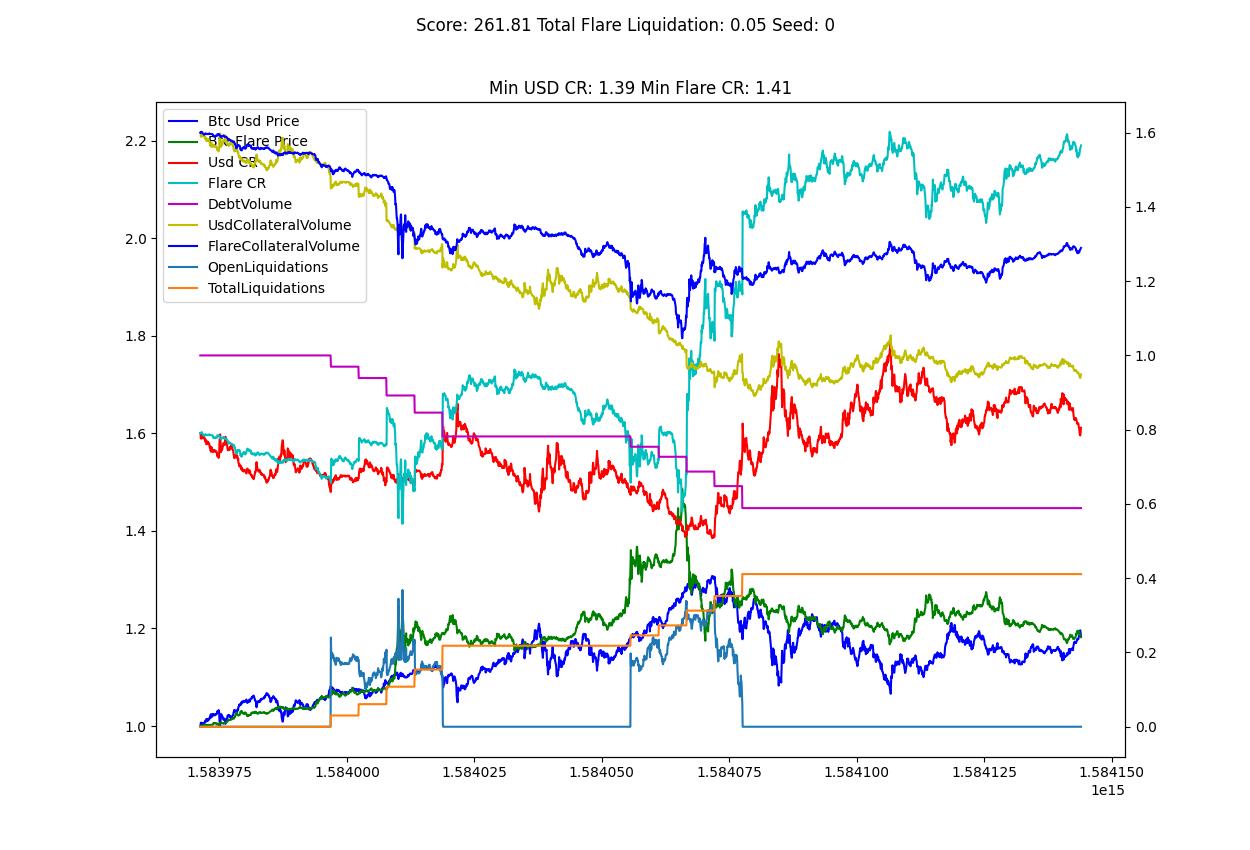 Score: 261.81 Total Flare Liquidation: 0.05 Seed: 0
Min USD CR: 1.39 Min Flare CR: 1.41
Btc Usd Price
Btc Flare Price
Usd CR
Flare CR
DebtVolume
UsdCollateralVolume
FlareCollateralVolume
OpenLiquidations
TotalLiquidations
2.2
2.0
1.8
1.6
1.4
1.2
1.0
1.6
1.4
1.2
1.0
0.8
0.6
0.4
0.2
0.0
1.583975 1.584000 1.584025 1.584050 1.584075 1.584100 1.584125 1.584150
1e15